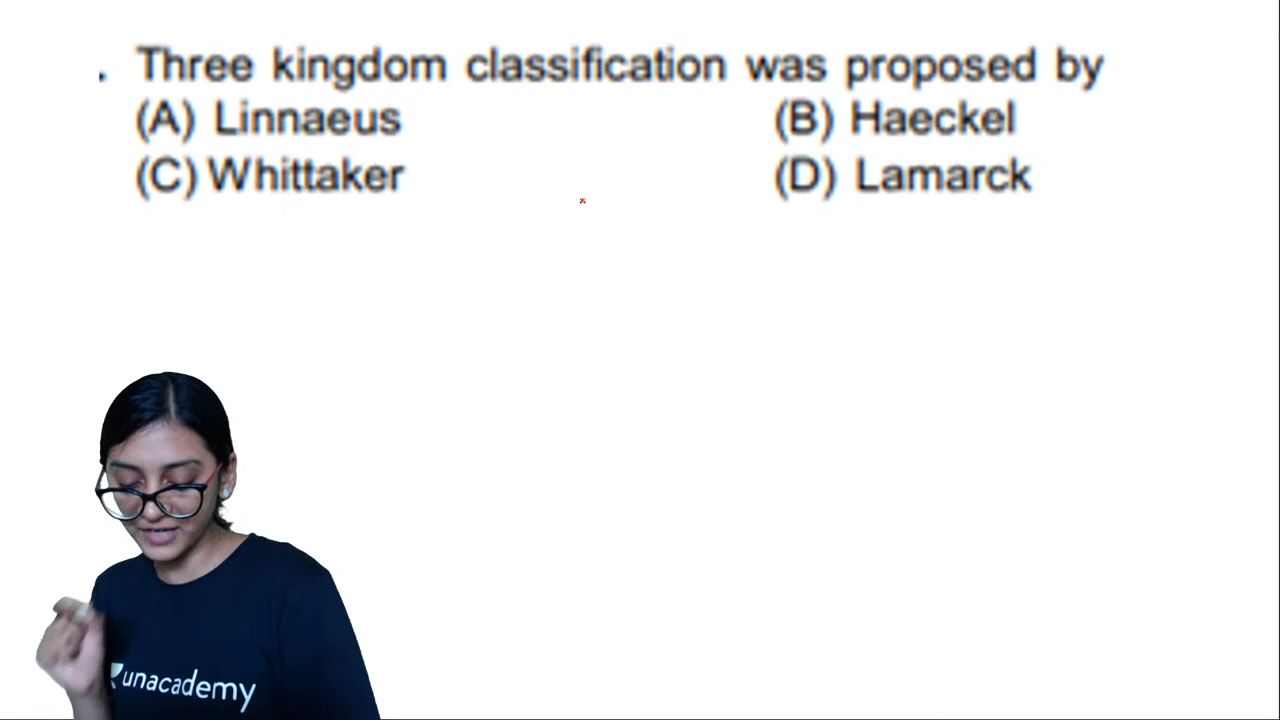 . Three kingdom classification was proposed by
(A) Linnaeus (B) Haeckel
(C) Whittaker (D) Lamarck
unacademy